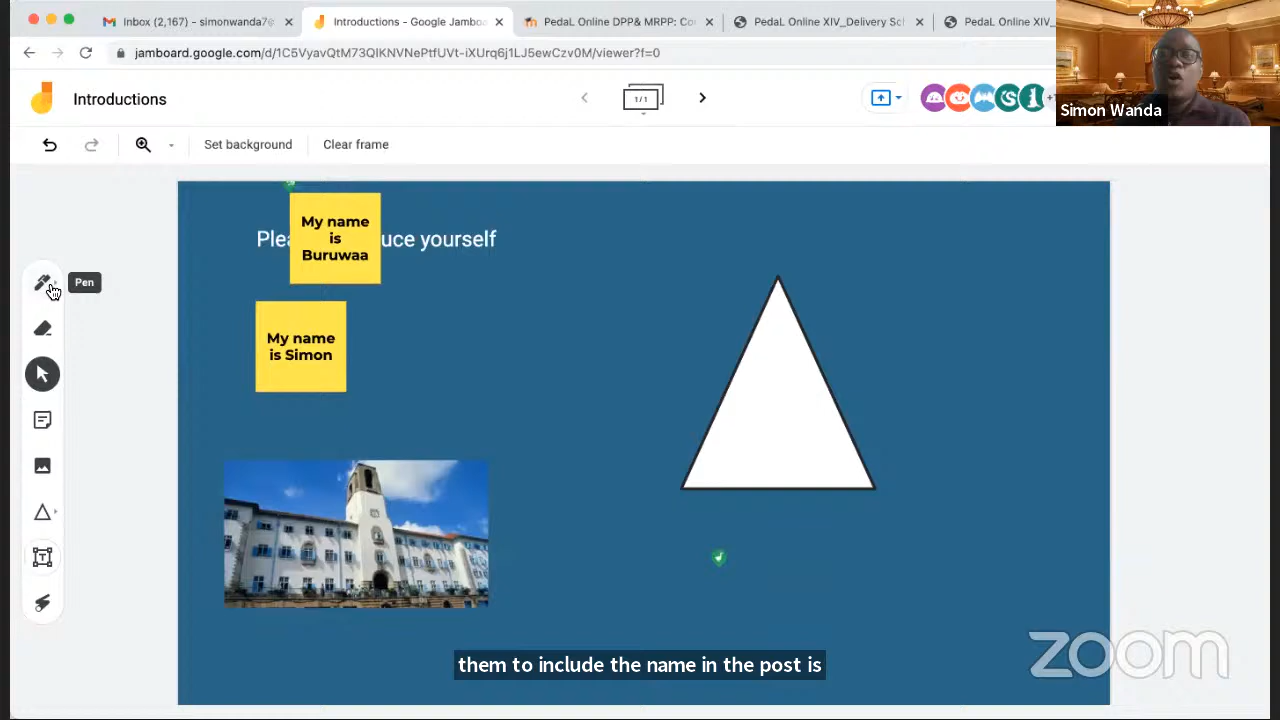 Inbox (2,167) - simonwanda7@
Introductions - Google Jamboa
PedaL Online DPP& MRPP: Co
PedaL Online XIV_Delivery Sc
PedaL Online XIV_
jamboard.google.com/d/1C5VyavQtM73QIKNVNePtfUVt-iXUrq6j1LJ5ewCzv0M/viewer?f=0
Introductions
1/1
Simon Wanda
Set background
Clear frame
My name
is
Buruwaa
Plea uce yourself
Pen
My name
is Simon
them to include the name in the post is
zoom